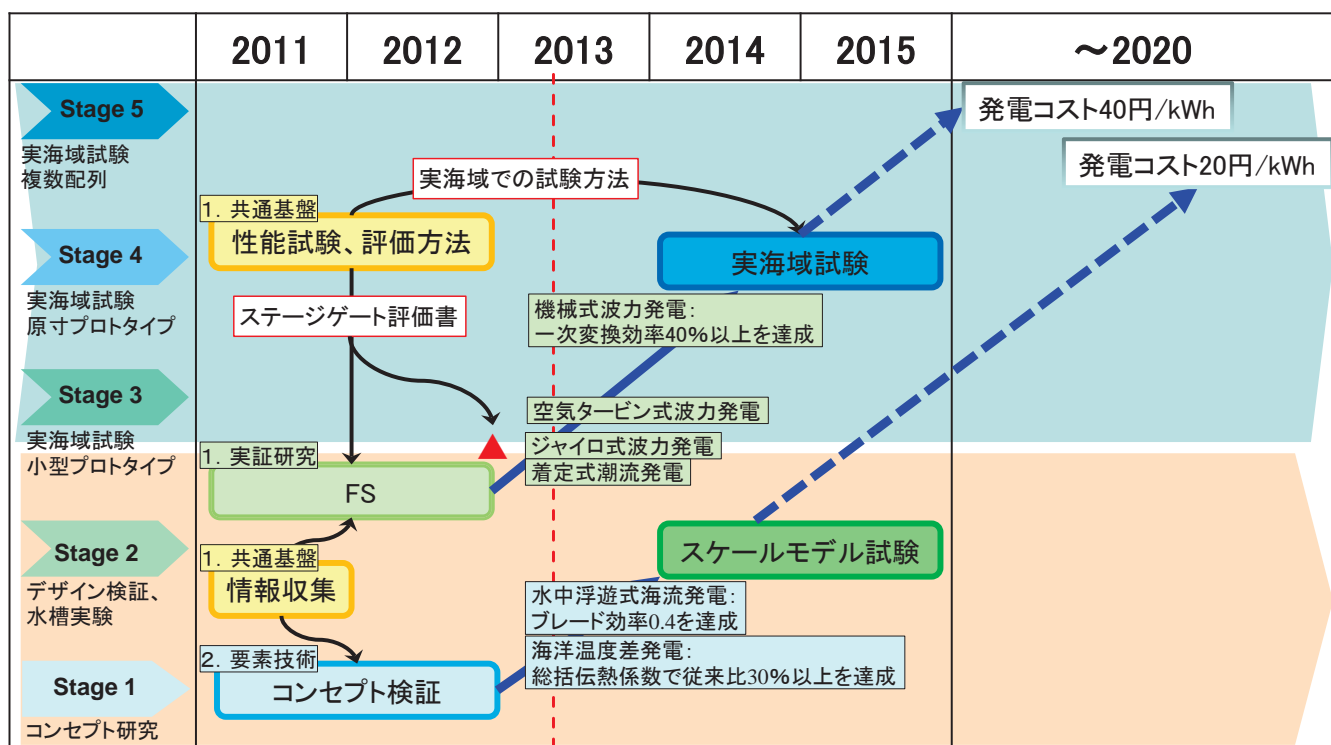 2011
2012
2013
2014
2015
～2020
Stage 5
実海域試験
複数配列
発電コスト40円/kWh
発電コスト20円/kWh
実海域での試験方法
1. 共通基盤
性能試験、評価方法
Stage 4
実海域試験
原寸プロトタイプ
実海域試験
ステージゲート評価書
機械式波力発電：
一次変換効率40%以上を達成
Stage 3
実海域試験
小型プロトタイプ
空気タービン式波力発電
ジャイロ式波力発電
着定式潮流発電
1. 実証研究
FS
Stage 2
デザイン検証、
水槽実験
1. 共通基盤
情報収集
スケールモデル試験
水中浮遊式海流発電：
ブレード効率0.4を達成
海洋温度差発電：
総括伝熱係数で従来比30%以上を達成
2. 要素技術
コンセプト検証
Stage 1
コンセプト研究